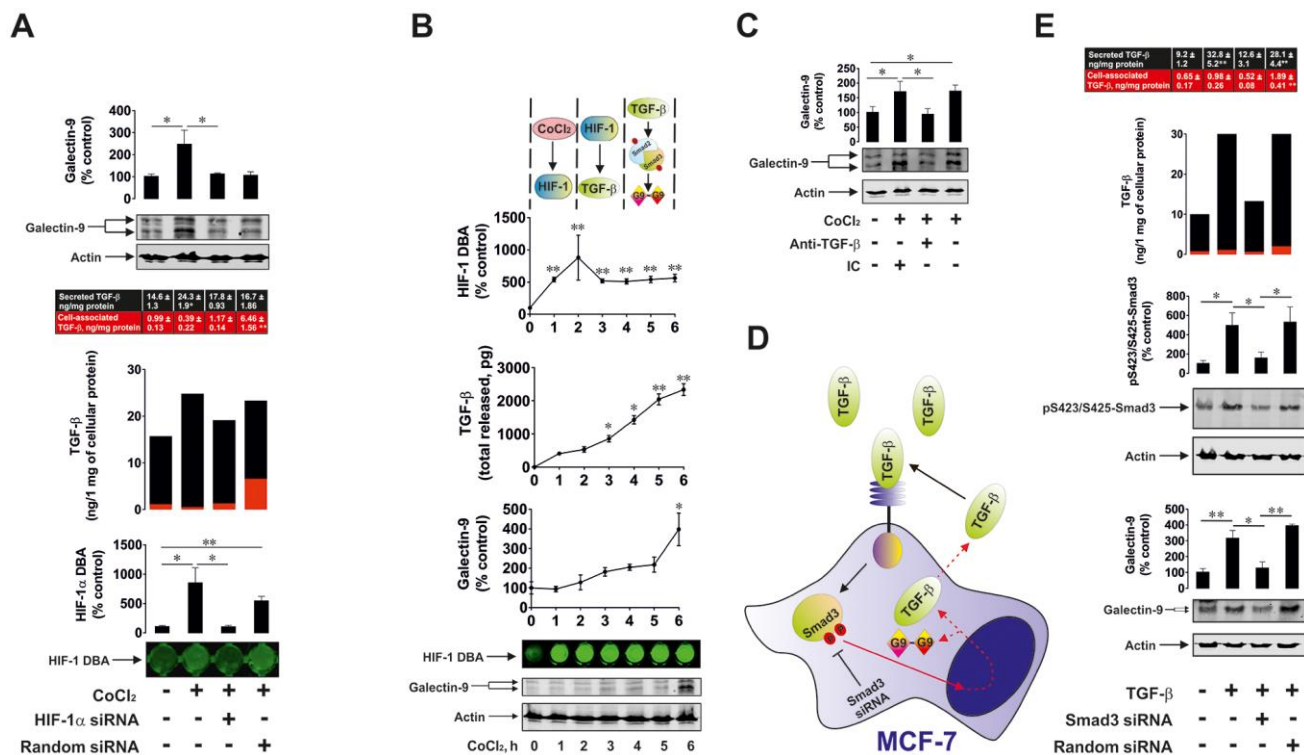 A
Secreted TGF-β
ng/mg protein
14.6 ±
1.3
24.3 ±
1.9*
17.8 ±
0.93
16.7 ±
1.86
Cell-associated
TGF-β, ng/mg protein
0.99 ±
0.13
0.39 ±
0.22
1.17 ±
0.14
6.46 ±
1.56 **
Galectin-9
(% control)
400
300
200
100
0
* *
Galectin-9
Actin
TGF-β
(ng/1 mg of cellular protein)
30
20
10
0
HIF-1α DBA
(% control)
1500
1000
500
0
**
* *
HIF-1 DBA
CoCl₂ - + + +
HIF-1α siRNA - - + -
Random siRNA - - - +
B
CoCl₂
HIF-1
HIF-1
TGF-β
TGF-β
Smad2
Smad3
G9-G9
HIF-1 DBA
(% control)
1500
1000
500
0
** ** ** ** ** **
0 1 2 3 4 5 6
TGF-β
(total released, pg)
3000
2000
1000
0
* * ** **
0 1 2 3 4 5 6
Galectin-9
(% control)
500
400
300
200
100
0
*
0 1 2 3 4 5 6
HIF-1 DBA
Galectin-9
Actin
CoCl₂, h 0 1 2 3 4 5 6
C
Galectin-9
(% control)
250
200
150
100
50
0
*
* *
Galectin-9
Actin
CoCl₂ - + + +
Anti-TGF-β - - + -
IC - + - -
D
TGF-β
TGF-β
TGF-β
TGF-β
TGF-β
Smad3
G9-G9
Smad3
siRNA
MCF-7
E
Secreted TGF-β
ng/mg protein
9.2 ±
1.2
32.8 ±
5.2**
12.6 ±
3.1
28.1 ±
4.4**
Cell-associated
TGF-β, ng/mg protein
0.65 ±
0.17
0.98 ±
0.26
0.52 ±
0.08
1.89 ±
0.41 **
TGF-β
(ng/1 mg of cellular protein)
30
20
10
0
pS423/S425-Smad3
(% control)
800
600
400
200
0
* * *
pS423/S425-Smad3
Actin
Galectin-9
(% control)
500
400
300
200
100
0
** * **
Galectin-9
Actin
TGF-β - + + +
Smad3 siRNA - - + -
Random siRNA - - - +